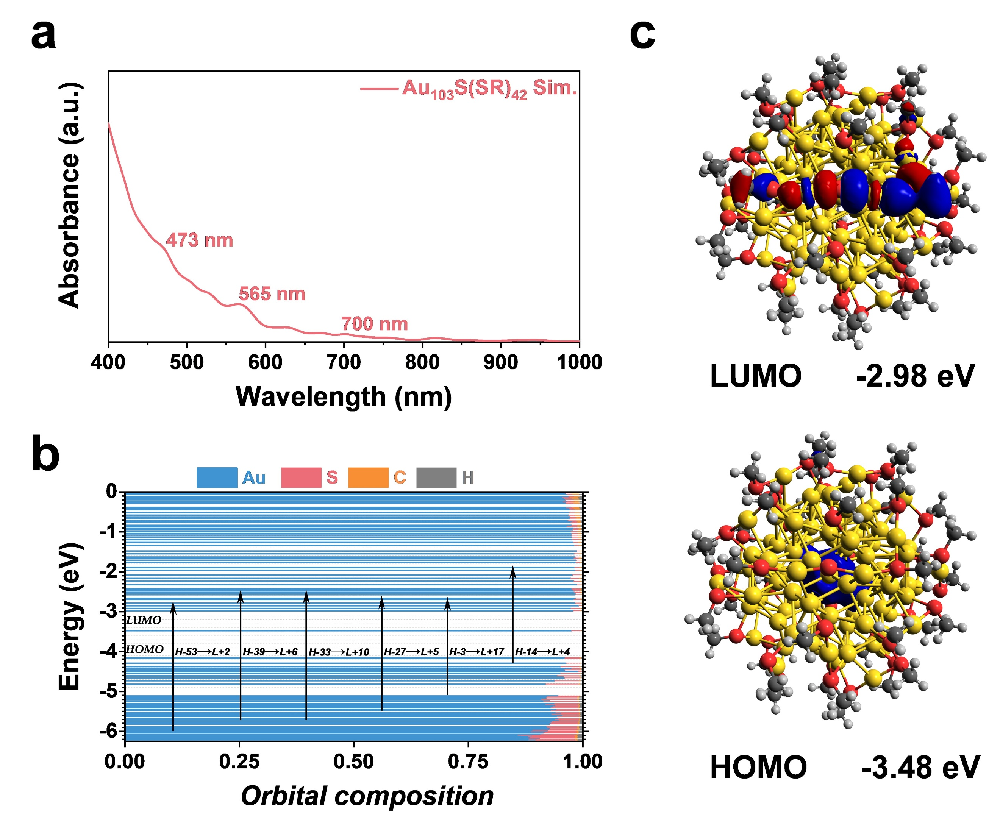 a
Au103S(SR)42 Sim.
473 nm
565 nm
700 nm
Absorbance (a.u.)
400 500 600 700 800 900 1000
Wavelength (nm)
b
Au S C H
0
-1
-2
-3
-4
-5
-6
Energy (eV)
LUMO
HOMO
H-53→L+2 H-39→L+6 H-33→L+10 H-27→L+5 H-3→L+17 H-14→L+4
0.00 0.25 0.50 0.75 1.00
Orbital composition
c
LUMO -2.98 eV
HOMO -3.48 eV